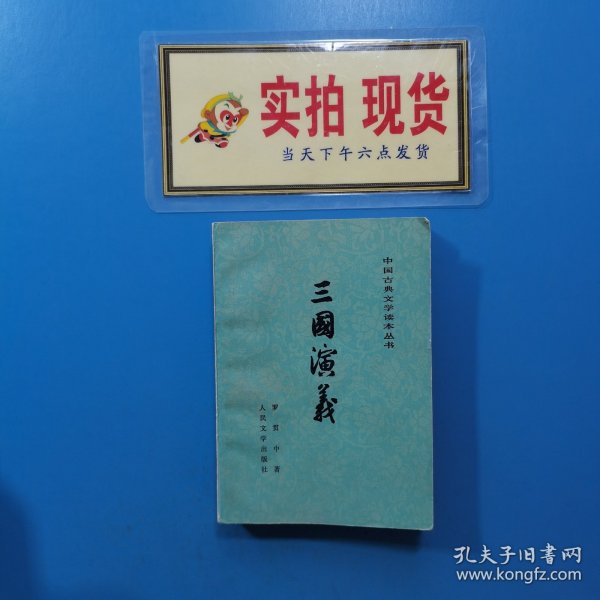 实拍 现货
当天下午六点发货
中国古典文学读本丛书
三國演義
罗贯中 著
人民文学出版社
孔夫子旧书网
www.kongfz.com